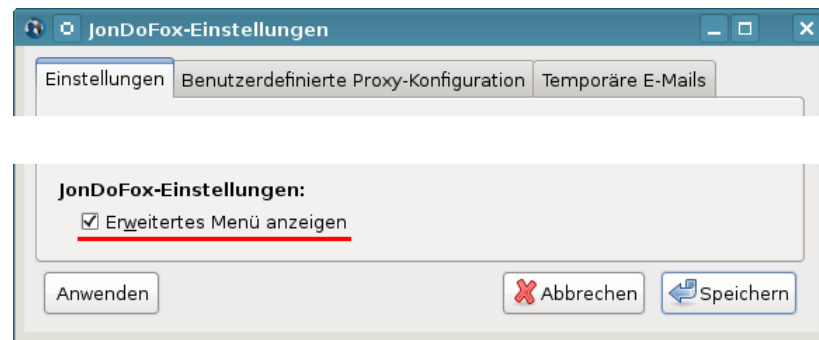 JonDoFox-Einstellungen
Einstellungen Benutzerdefinierte Proxy-Konfiguration Temporäre E-Mails
JonDoFox-Einstellungen:
Erweitertes Menü anzeigen
Anwenden Abbrechen Speichern